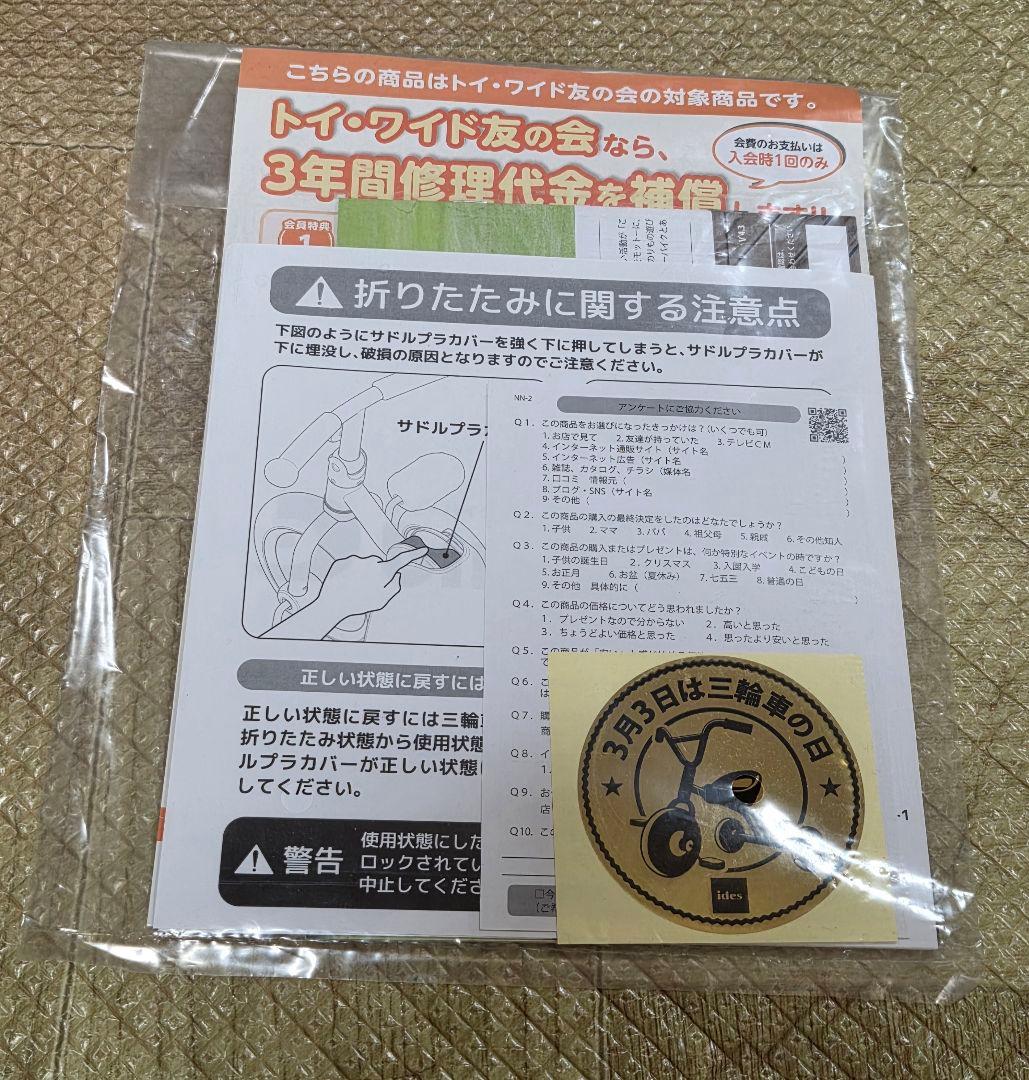 こちらの商品はトイ・ワイド友の会の対象商品です。
トイ・ワイド友の会なら、
3年間修理代金を補償
会費のお支払いは
入会時1回のみ
会員特典
1
折りたたみに関する注意点
下図のようにサドルプラカバーを強く下に押してしまうと、サドルプラカバーが
下に埋没し、破損の原因となりますのでご注意ください。
サドルプラ
正しい状態に戻すには
正しい状態に戻すには三輪
折りたたみ状態から使用状態
ルプラカバーが正しい状態
してください。
警告
使用状態にした
ロックされてい
中止してくださ
NN-2
アンケートにご協力ください
Q1. この商品をお選びになったきっかけは?(いくつでも可)
1. お店で見て 2. 友達が持っていた 3. テレビCM
4. インターネット通販サイト(サイト名
5. インターネット広告(サイト名 )
6. 雑誌、カタログ、チラシ(媒体名
7. 口コミ 情報元(
8. ブログ・SNS(サイト名
9. その他( )
Q2. この商品の購入の最終決定をしたのはどなたでしょうか?
1. 子供 2. ママ 3. パパ 4. 祖父母 5. 親戚 6. その他知人
Q3. この商品の購入またはプレゼントは、何か特別なイベントの時ですか?
1. 子供の誕生日 2. クリスマス 3. 入園入学 4. こどもの日
5. お正月 6. お盆(夏休み) 7. 七五三 8. 普通の日
9. その他 具体的に( )
Q4. この商品の価格についてどう思われましたか?
1. プレゼントなので分からない 2. 高いと思った
3. ちょうどよい価格と思った 4. 思ったより安いと思った
Q5.
Q6. こ
は
Q7. 購
商
Q8. イ
1.
Q9. お
店
Q10. こ
3月3日は三輪車の日
ides
-1